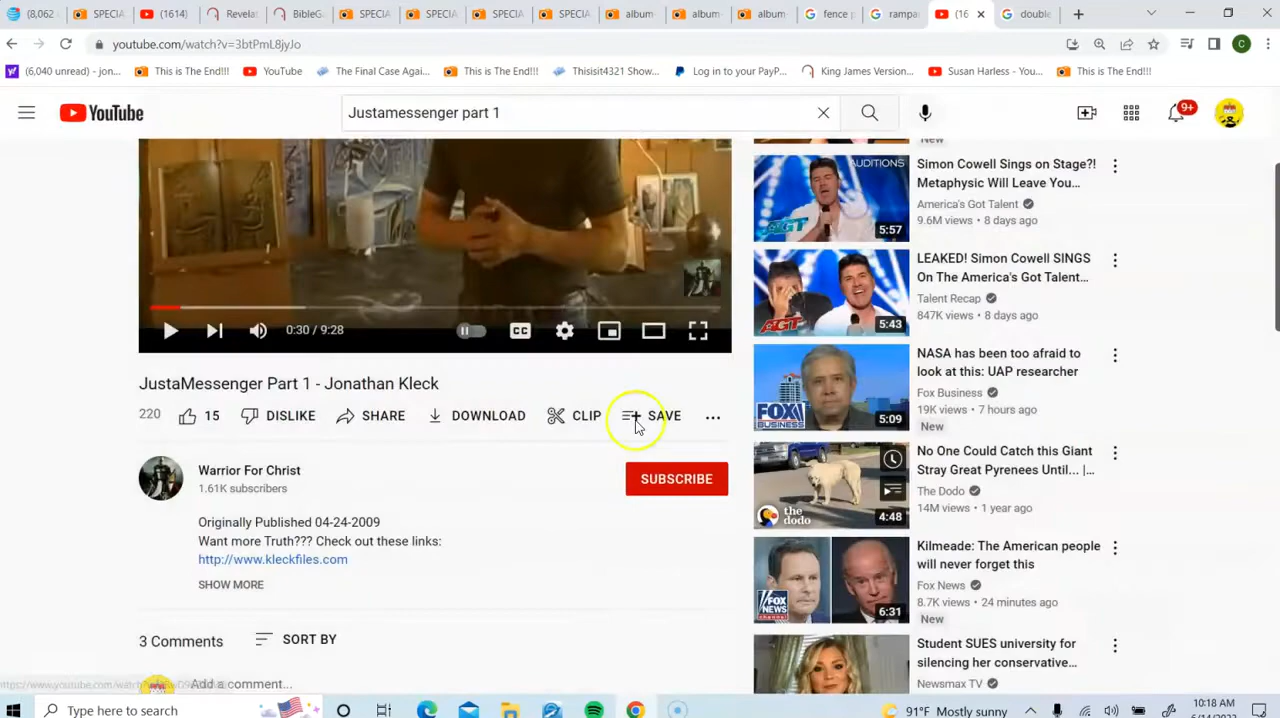 (8,062
SPECIA
(1614)
Revelat
BibleG
SPECIA
SPECIA
SPECIA
SPECIA
album-
album-
album-
fence p
rampa
(16
double
youtube.com/watch?v=3btPmL8jyJo
C
(6,040 unread) - jon...
This is The End!!!
YouTube
The Final Case Agai...
This is The End!!!
Thisisit4321 Show...
Log in to your PayP...
King James Version...
Susan Harless - You...
This is The End!!!
YouTube
Justamessenger part 1
9+
New
Simon Cowell Sings on Stage?!
Metaphysic Will Leave You...
America's Got Talent
9.6M views • 8 days ago
AUDITIONS
AGT
5:57
LEAKED! Simon Cowell SINGS
On The America's Got Talent...
Talent Recap
847K views • 8 days ago
AGT
5:43
0:30 / 9:28
CC
JustaMessenger Part 1 - Jonathan Kleck
220
15
DISLIKE
SHARE
DOWNLOAD
CLIP
SAVE
NASA has been too afraid to
look at this: UAP researcher
Fox Business
19K views • 7 hours ago
New
FOX
BUSINESS
5:09
Warrior For Christ
1.61K subscribers
SUBSCRIBE
No One Could Catch this Giant
Stray Great Pyrenees Until... |...
The Dodo
14M views • 1 year ago
the
dodo
4:48
Originally Published 04-24-2009
Want more Truth??? Check out these links:
http://www.kleckfiles.com
SHOW MORE
Kilmeade: The American people
will never forget this
Fox News
8.7K views • 24 minutes ago
New
FOX
NEWS
channel
6:31
3 Comments
SORT BY
Add a comment...
Student SUES university for
silencing her conservative...
Newsmax TV
Type here to search
91°F Mostly sunny
10:18 AM